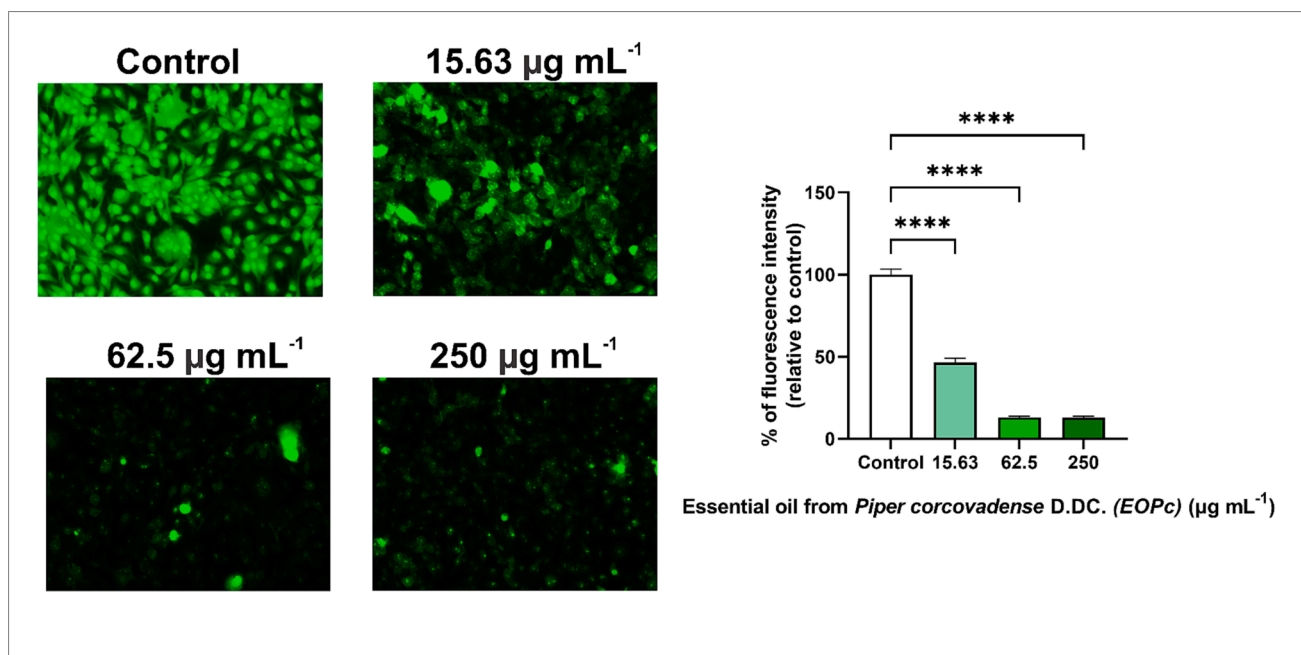 Control
15.63 µg mL⁻¹
62.5 µg mL⁻¹
250 µg mL⁻¹
% of fluorescence intensity
(relative to control)
150
100
50
0
****
****
****
Control 15.63 62.5 250
Essential oil from Piper corcovadense D.DC. (EOPc) (µg mL⁻¹)